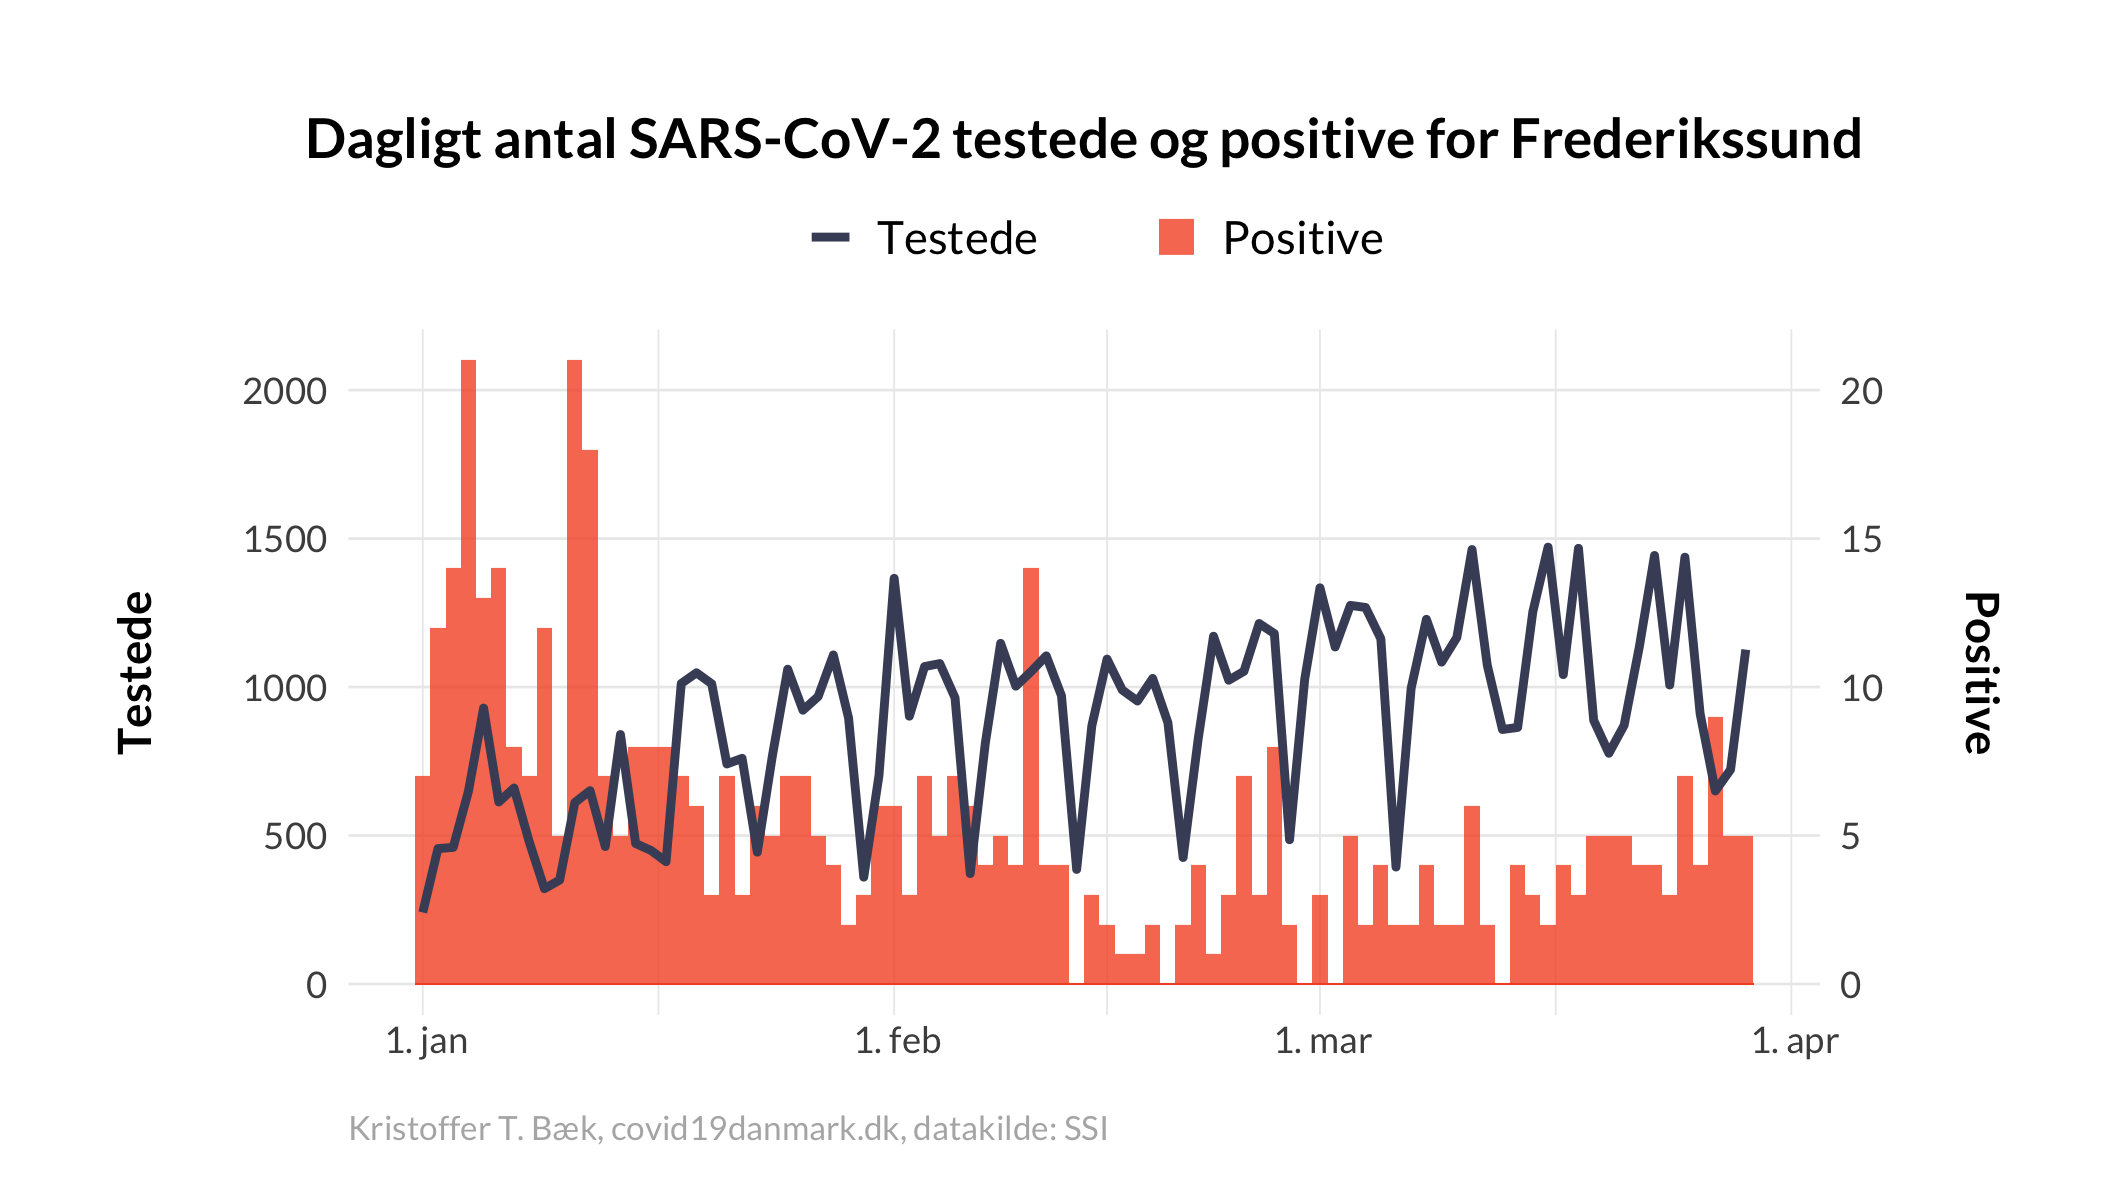 Dagligt antal SARS-CoV-2 testede og positive for Frederikssund
Testede
Positive
2000
1500
1000
500
0
Testede
20
15
10
5
0
Positive
1. jan
1. feb
1. mar
1. apr
Kristoffer T. Bæk, covid19danmark.dk, datakilde: SSI